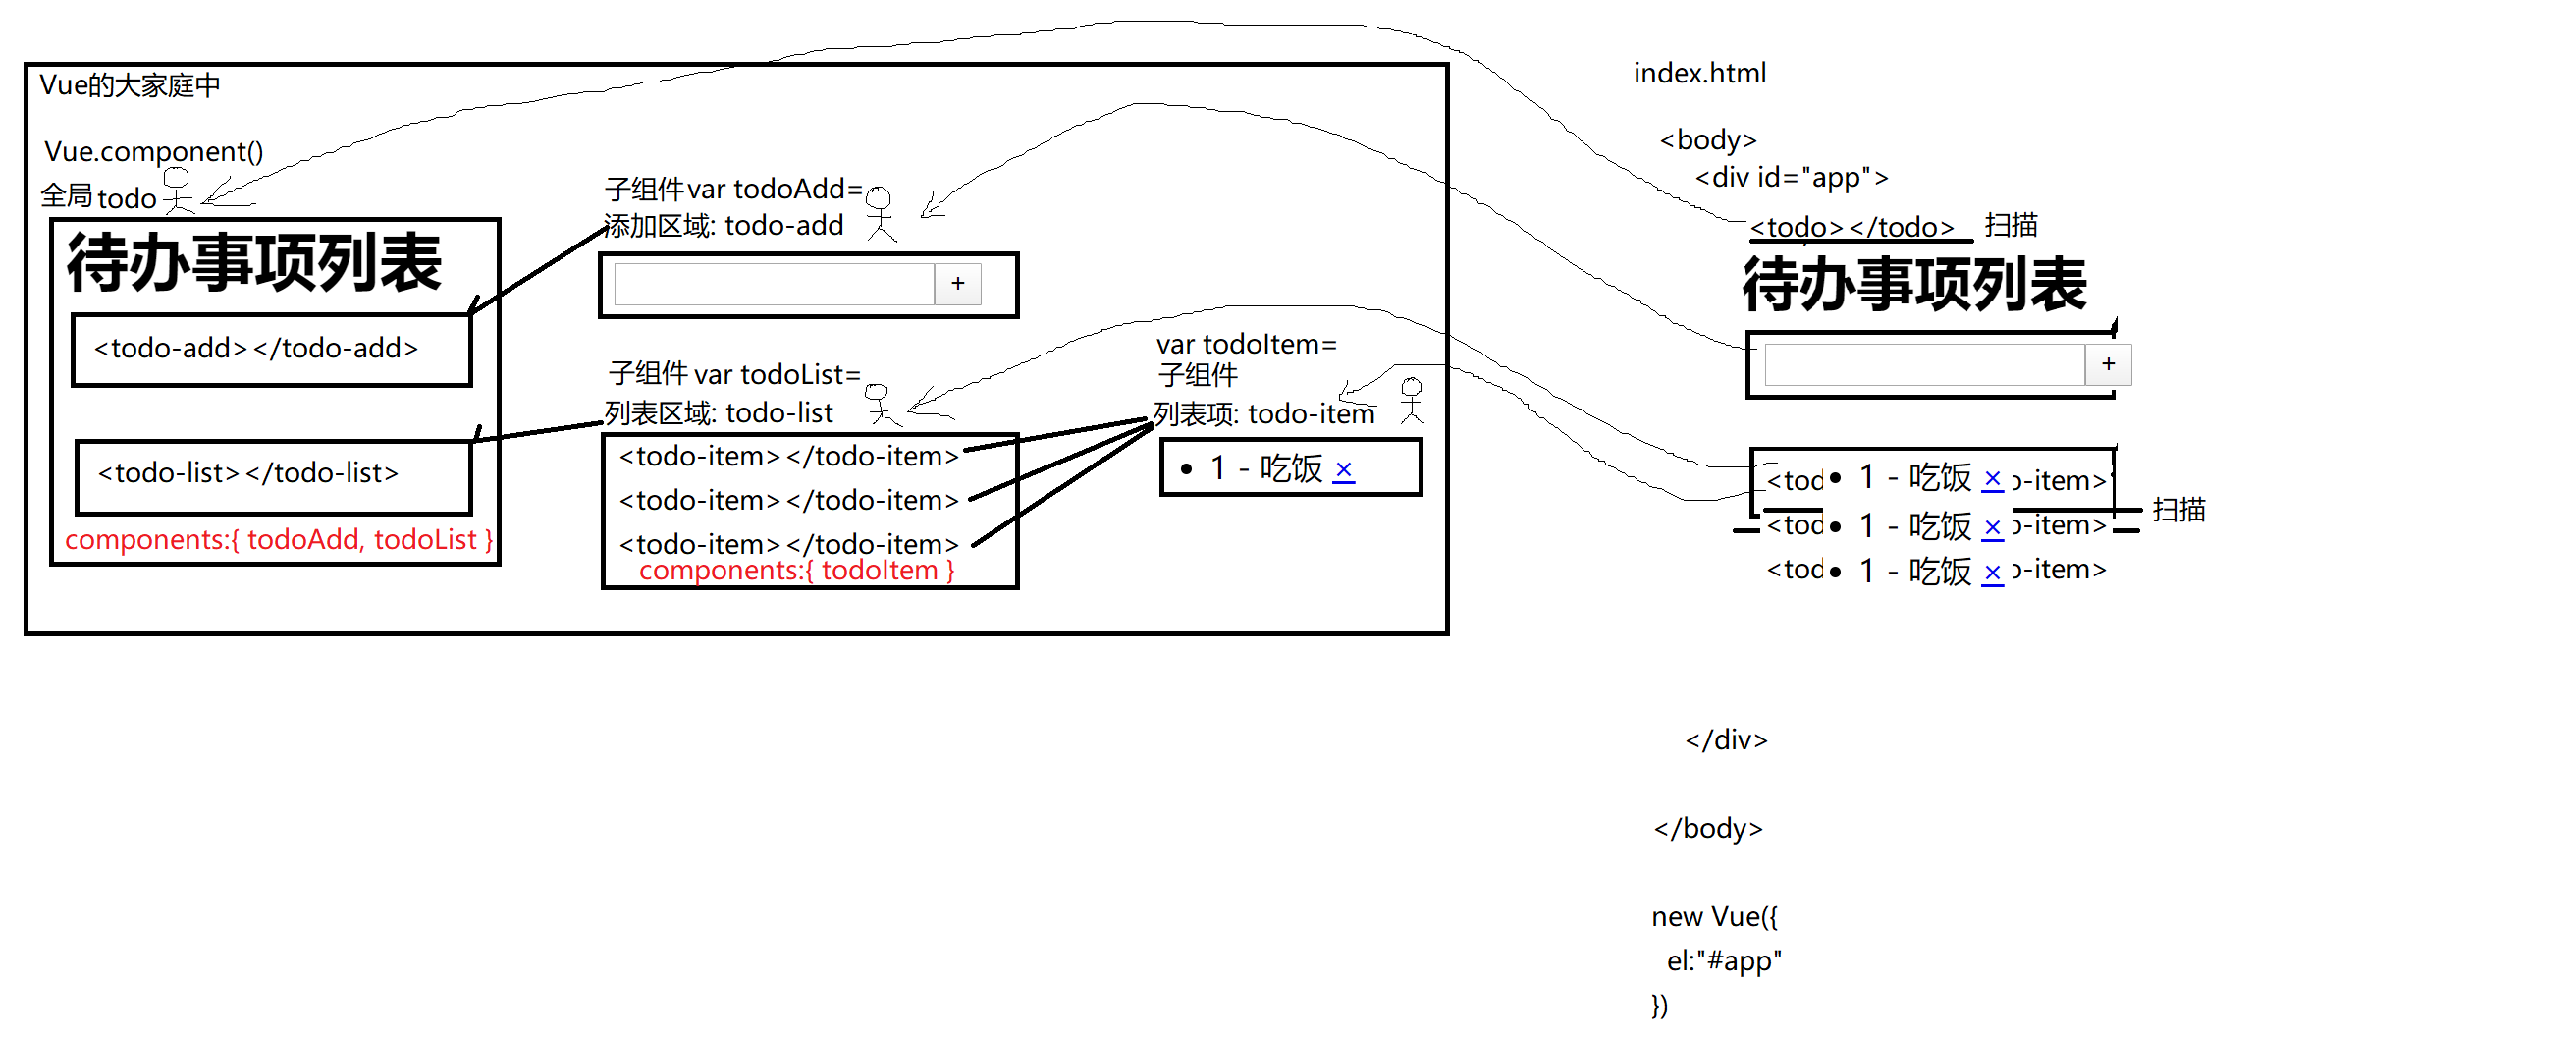 Vue的大家庭中
Vue.component()
全局 todo
待办事项列表
<todo-add></todo-add>
<todo-list></todo-list>
components:{ todoAdd, todoList }
子组件 var todoAdd=
添加区域: todo-add
+
子组件 var todoList=
列表区域: todo-list
<todo-item></todo-item>
<todo-item></todo-item>
<todo-item></todo-item>
components:{ todoItem }
var todoItem=
子组件
列表项: todo-item
• 1 - 吃饭 ×
index.html
<body>
<div id="app">
<todo></todo> 扫描
待办事项列表
+
<tod • 1 - 吃饭 × o-item>
扫描
<tod • 1 - 吃饭 × o-item>
<tod • 1 - 吃饭 × o-item>
</div>
</body>
new Vue({
el:"#app"
})